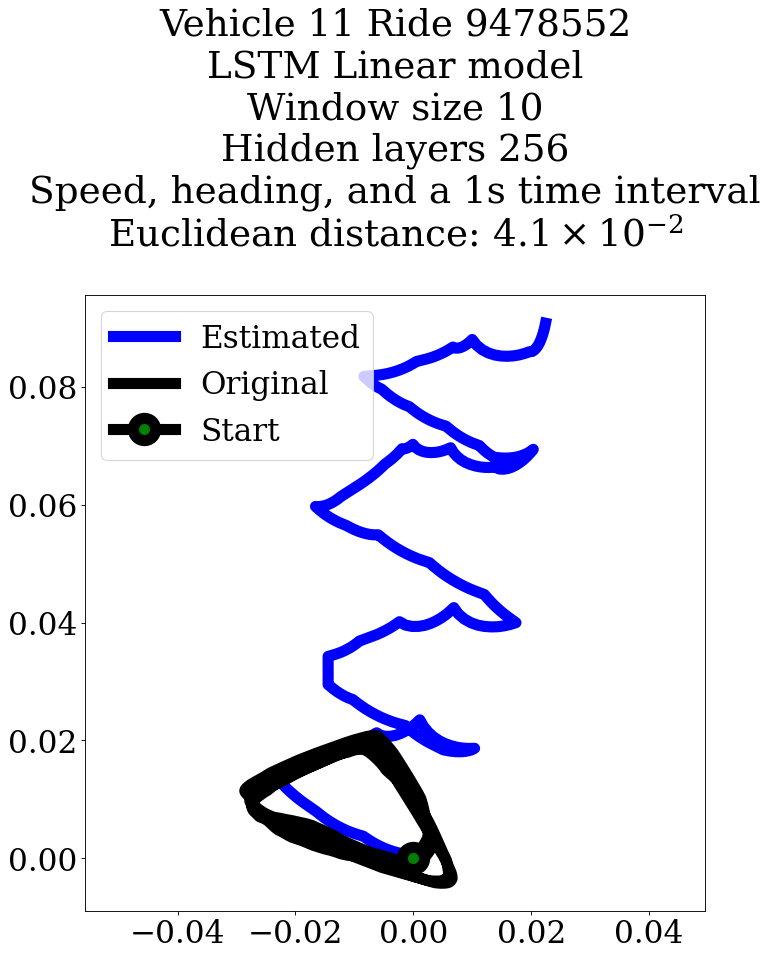 Vehicle 11 Ride 9478552
LSTM Linear model
Window size 10
Hidden layers 256
Speed, heading, and a 1s time interval
Euclidean distance: 4.1 × 10⁻²
Estimated
Original
Start
0.08
0.06
0.04
0.02
0.00
−0.04 −0.02 0.00 0.02 0.04